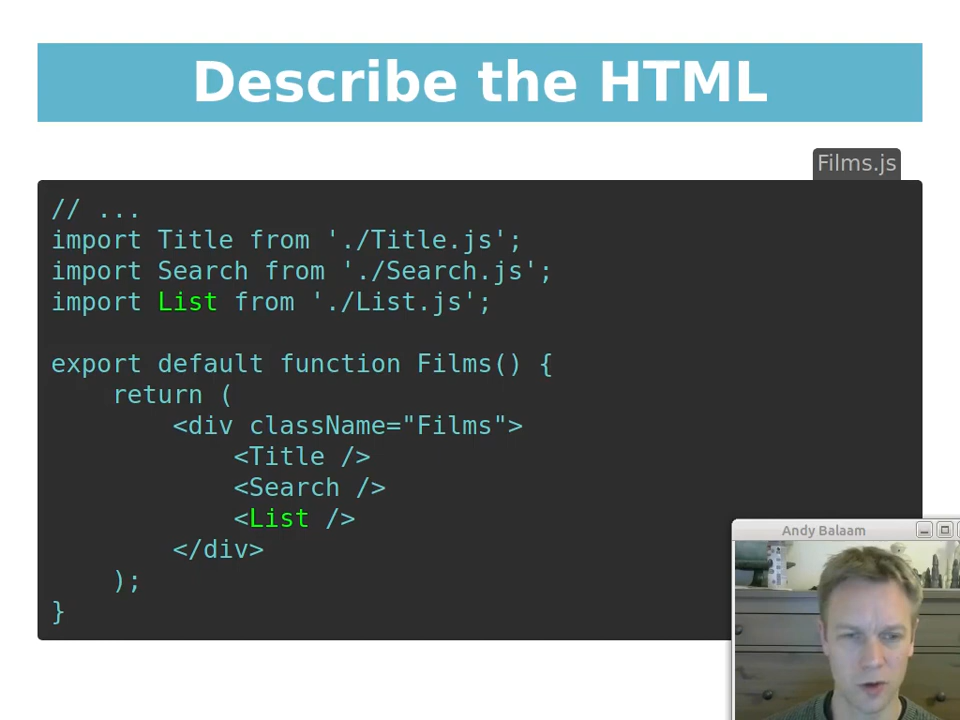 Describe the HTML
Films.js
// ...
import Title from './Title.js';
import Search from './Search.js';
import List from './List.js';
export default function Films() {
    return (
        <div className="Films">
            <Title />
            <Search />
            <List />
        </div>
    );
}
Andy Balaam